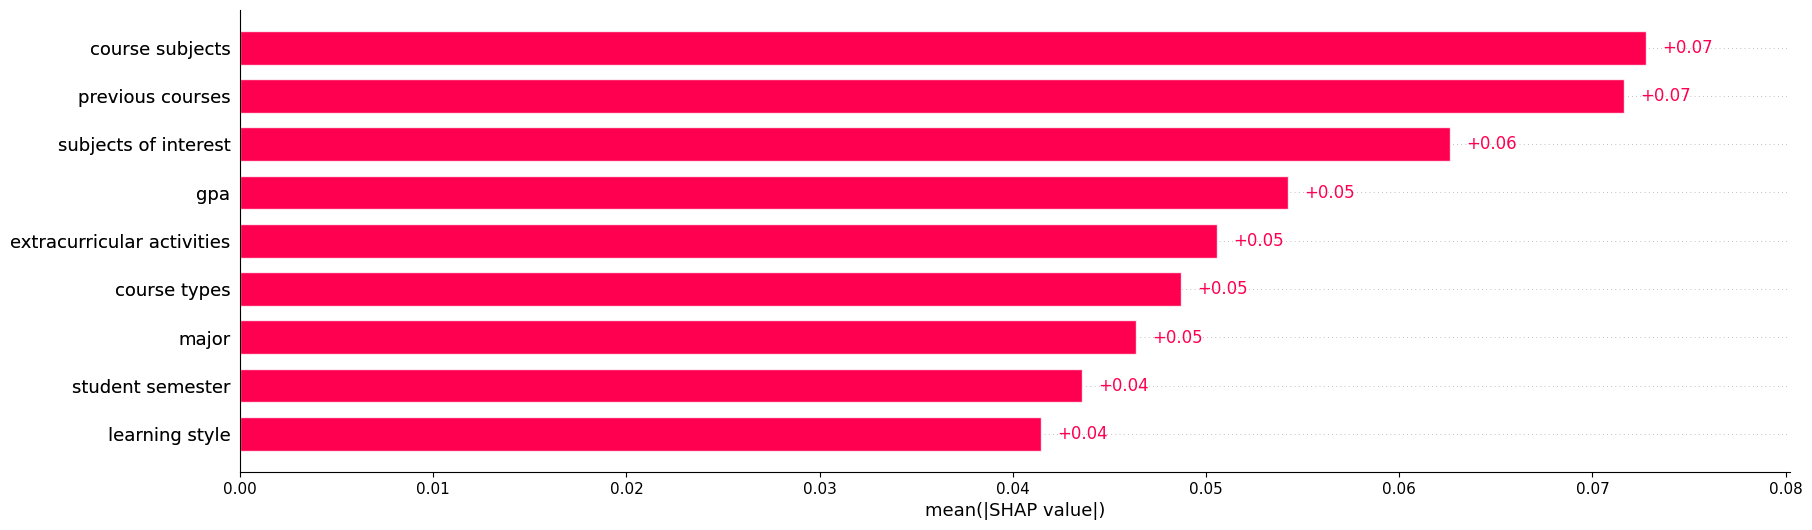 course subjects +0.07
previous courses +0.07
subjects of interest +0.06
gpa +0.05
extracurricular activities +0.05
course types +0.05
major +0.05
student semester +0.04
learning style +0.04
0.00 0.01 0.02 0.03 0.04 0.05 0.06 0.07 0.08
mean(|SHAP value|)